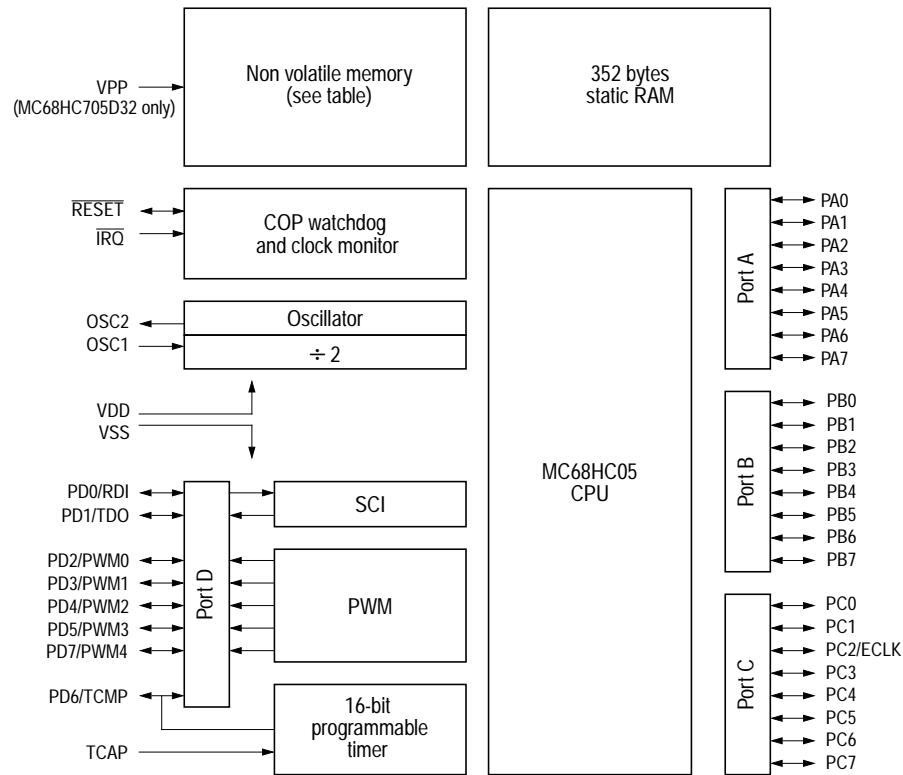 VPP
(MC68HC705D32 only)
Non volatile memory
(see table)
352 bytes
static RAM
RESET
IRQ
COP watchdog
and clock monitor
OSC2
OSC1
Oscillator
÷ 2
VDD
VSS
PD0/RDI
PD1/TDO
PD2/PWM0
PD3/PWM1
PD4/PWM2
PD5/PWM3
PD7/PWM4
PD6/TCMP
TCAP
Port D
SCI
PWM
16-bit
programmable
timer
MC68HC05
CPU
Port A
PA0
PA1
PA2
PA3
PA4
PA5
PA6
PA7
Port B
PB0
PB1
PB2
PB3
PB4
PB5
PB6
PB7
Port C
PC0
PC1
PC2/ECLK
PC3
PC4
PC5
PC6
PC7